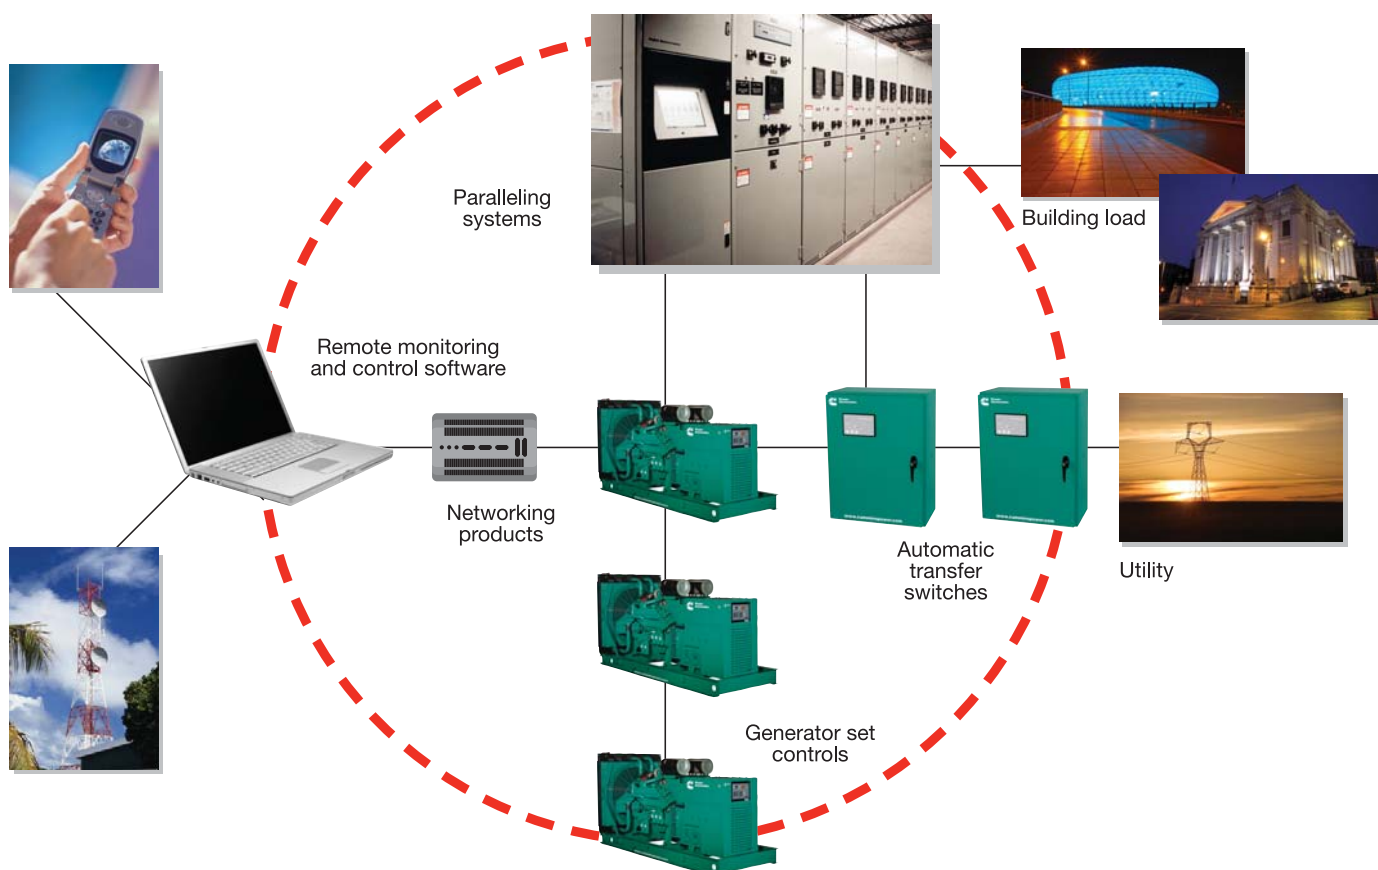 Paralleling
systems
Building load
Remote monitoring
and control software
Networking
products
Automatic
transfer
switches
Utility
Generator set
controls